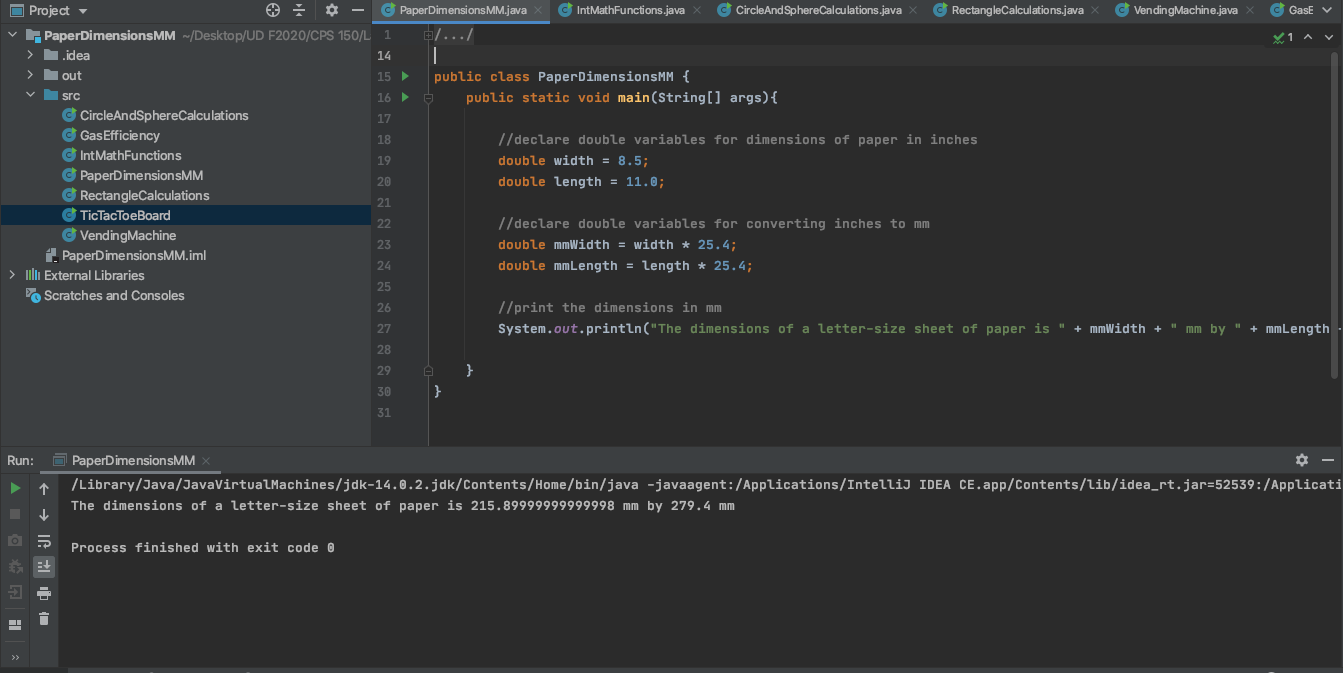 Project
PaperDimensionsMM.java
IntMathFunctions.java
CircleAndSphereCalculations.java
RectangleCalculations.java
VendingMachine.java
GasE
PaperDimensionsMM ~/Desktop/UD F2020/CPS 150/L
.idea
out
src
CircleAndSphereCalculations
GasEfficiency
IntMathFunctions
PaperDimensionsMM
RectangleCalculations
TicTacToeBoard
VendingMachine
PaperDimensionsMM.iml
External Libraries
Scratches and Consoles
1 /.../
1
14
15 public class PaperDimensionsMM {
16 public static void main(String[] args){
17
18 //declare double variables for dimensions of paper in inches
19 double width = 8.5;
20 double length = 11.0;
21
22 //declare double variables for converting inches to mm
23 double mmWidth = width * 25.4;
24 double mmLength = length * 25.4;
25
26 //print the dimensions in mm
27 System.out.println("The dimensions of a letter-size sheet of paper is " + mmWidth + " mm by " + mmLength
28
29 }
30 }
31
Run: PaperDimensionsMM
/Library/Java/JavaVirtualMachines/jdk-14.0.2.jdk/Contents/Home/bin/java -javaagent:/Applications/IntelliJ IDEA CE.app/Contents/lib/idea_rt.jar=52539:/Applicati
The dimensions of a letter-size sheet of paper is 215.89999999999998 mm by 279.4 mm
Process finished with exit code 0